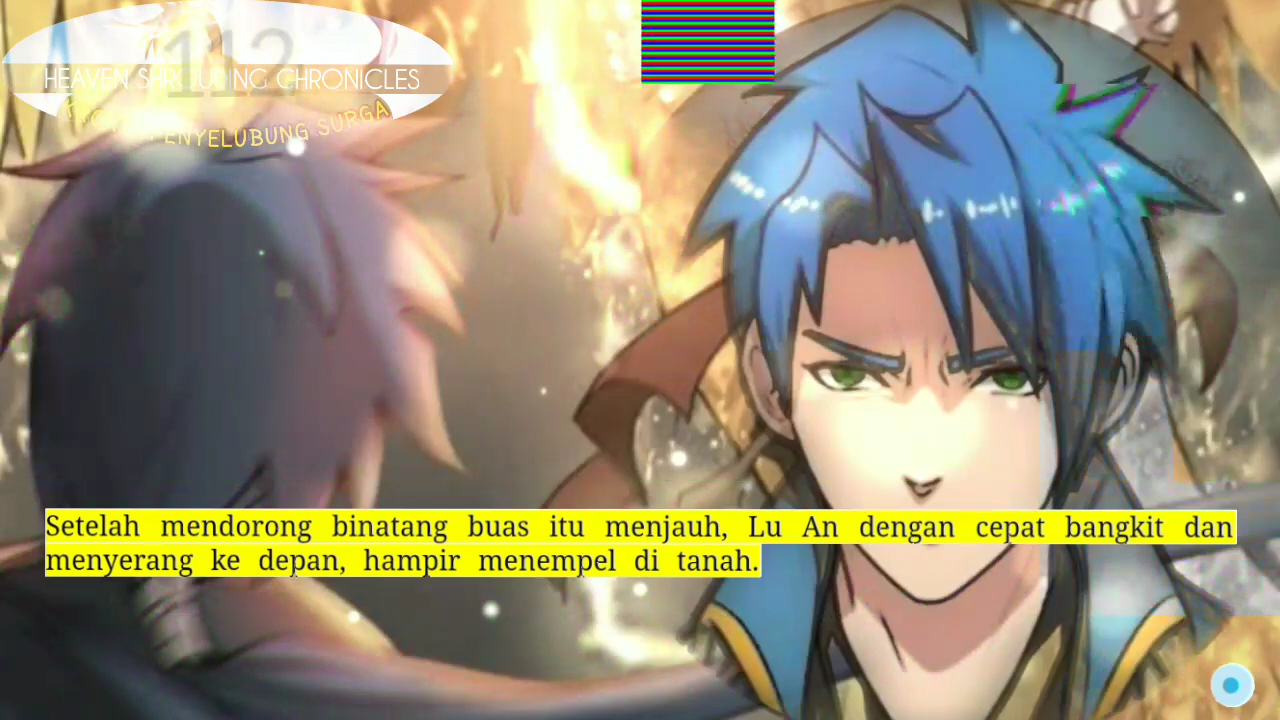 112
HEAVEN SHROUDING CHRONICLES
PENYELUBUNG SURGA
Setelah mendorong binatang buas itu menjauh, Lu An dengan cepat bangkit dan
menyerang ke depan, hampir menempel di tanah.